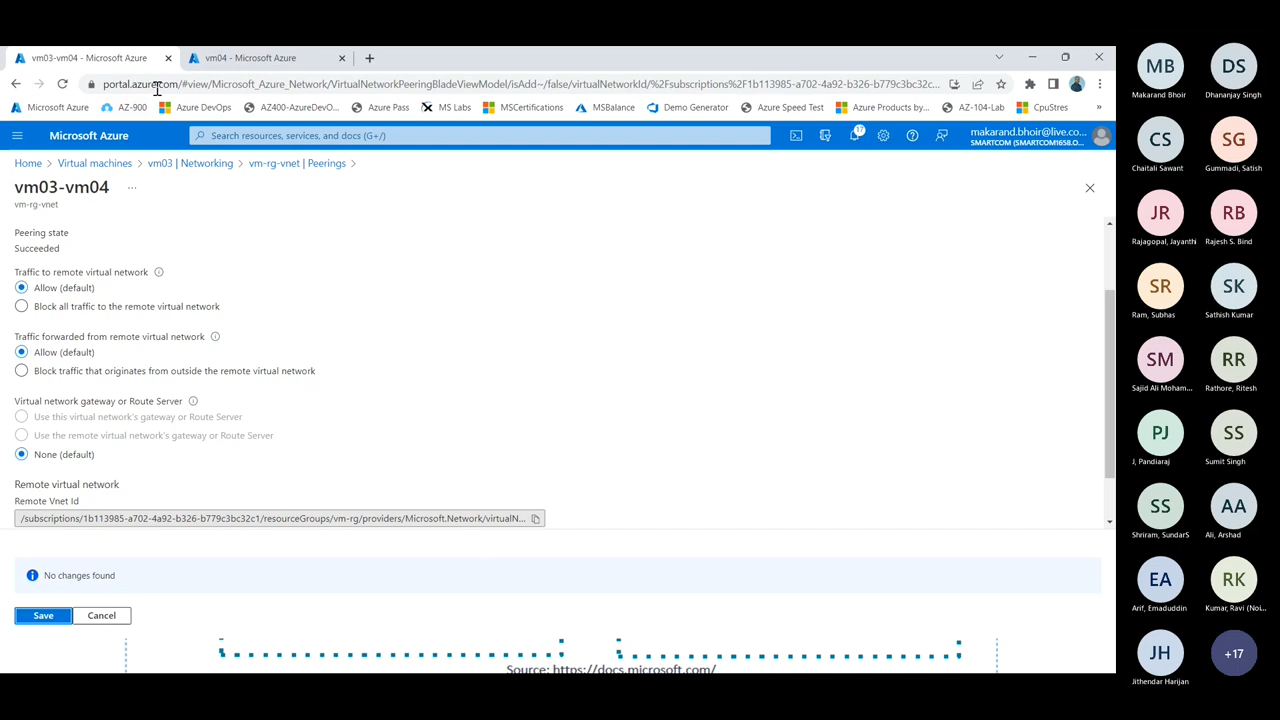 vm03-vm04 - Microsoft Azure
vm04 - Microsoft Azure
portal.azure.com/#view/Microsoft_Azure_Network/VirtualNetworkPeeringBladeViewModel/isAdd~/false/virtualNetworkId/%2Fsubscriptions%2F1b113985-a702-4a92-b326-b779c3bc32c...
Microsoft Azure AZ-900 Azure DevOps AZ400-AzureDevO... Azure Pass MS Labs MSCertifications MSBalance Demo Generator Azure Speed Test Azure Products by... AZ-104-Lab CpuStres »
Microsoft Azure
Search resources, services, and docs (G+/)
17
makarand.bhoir@live.co...
SMARTCOM (SMARTCOM1658.O...
Home > Virtual machines > vm03 | Networking > vm-rg-vnet | Peerings >
vm03-vm04 ...
vm-rg-vnet
Peering state
Succeeded
Traffic to remote virtual network
Allow (default)
Block all traffic to the remote virtual network
Traffic forwarded from remote virtual network
Allow (default)
Block traffic that originates from outside the remote virtual network
Virtual network gateway or Route Server
Use this virtual network's gateway or Route Server
Use the remote virtual network's gateway or Route Server
None (default)
Remote virtual network
Remote Vnet Id
/subscriptions/1b113985-a702-4a92-b326-b779c3bc32c1/resourceGroups/vm-rg/providers/Microsoft.Network/virtualN...
No changes found
Save Cancel
Source: https://docs.microsoft.com/
MB DS
Makarand Bhoir Dhananjay Singh
CS SG
Chaitali Sawant Gummadi, Satish
JR RB
Rajagopal, Jayanthi Rajesh S. Bind
SR SK
Ram, Subhas Sathish Kumar
SM RR
Sajid Ali Moham... Rathore, Ritesh
PJ SS
J, Pandiaraj Sumit Singh
SS AA
Shriram, SundarS Ali, Arshad
EA RK
Arif, Emaduddin Kumar, Ravi (Noi...
JH +17
Jithendar Harijan